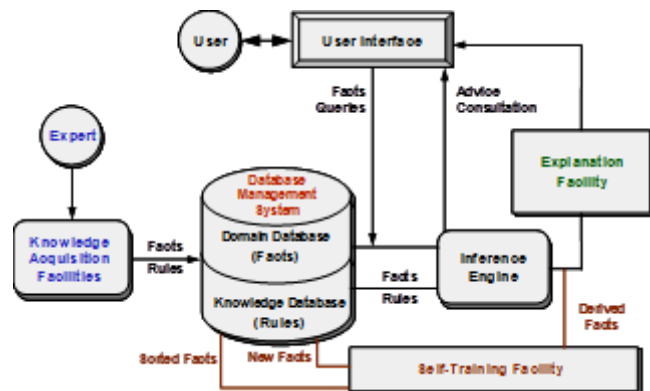 User
User Interface
Facts
Queries
Advice
Consultation
Expert
Explanation
Facility
Database
Management
System
Domain Database
(Facts)
Knowledge
Acquisition
Facilities
Facts
Rules
Inference
Engine
Facts
Rules
Knowledge Database
(Rules)
Derived
Facts
Sorted Facts
New Facts
Self-Training Facility